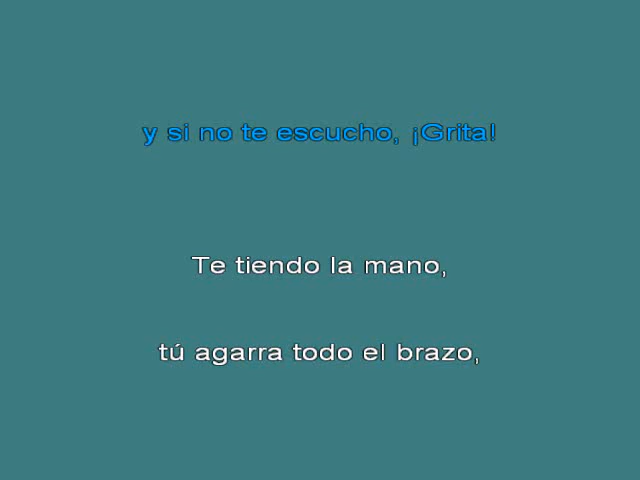 y si no te escucho, ¡Grita!
Te tiendo la mano,
tú agarra todo el brazo,